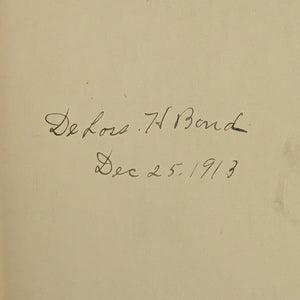 DeLoss. H Bond
Dec 25. 1913